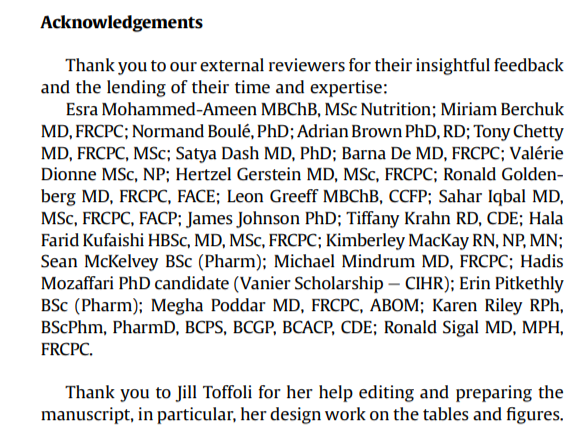 Acknowledgements
Thank you to our external reviewers for their insightful feedback
and the lending of their time and expertise:
Esra Mohammed-Ameen MBChB, MSc Nutrition; Miriam Berchuk
MD, FRCPC; Normand Boulé, PhD; Adrian Brown PhD, RD; Tony Chetty
MD, FRCPC, MSc; Satya Dash MD, PhD; Barna De MD, FRCPC; Valérie
Dionne MSc, NP; Hertzel Gerstein MD, MSc, FRCPC; Ronald Golden-
berg MD, FRCPC, FACE; Leon Greeff MBChB, CCFP; Sahar Iqbal MD,
MSc, FRCPC, FACP; James Johnson PhD; Tiffany Krahn RD, CDE; Hala
Farid Kufaishi HBSc, MD, MSc, FRCPC; Kimberley MacKay RN, NP, MN;
Sean McKelvey BSc (Pharm); Michael Mindrum MD, FRCPC; Hadis
Mozaffari PhD candidate (Vanier Scholarship – CIHR); Erin Pitkethly
BSc (Pharm); Megha Poddar MD, FRCPC, ABOM; Karen Riley RPh,
BScPhm, PharmD, BCPS, BCGP, BCACP, CDE; Ronald Sigal MD, MPH,
FRCPC.
Thank you to Jill Toffoli for her help editing and preparing the
manuscript, in particular, her design work on the tables and figures.